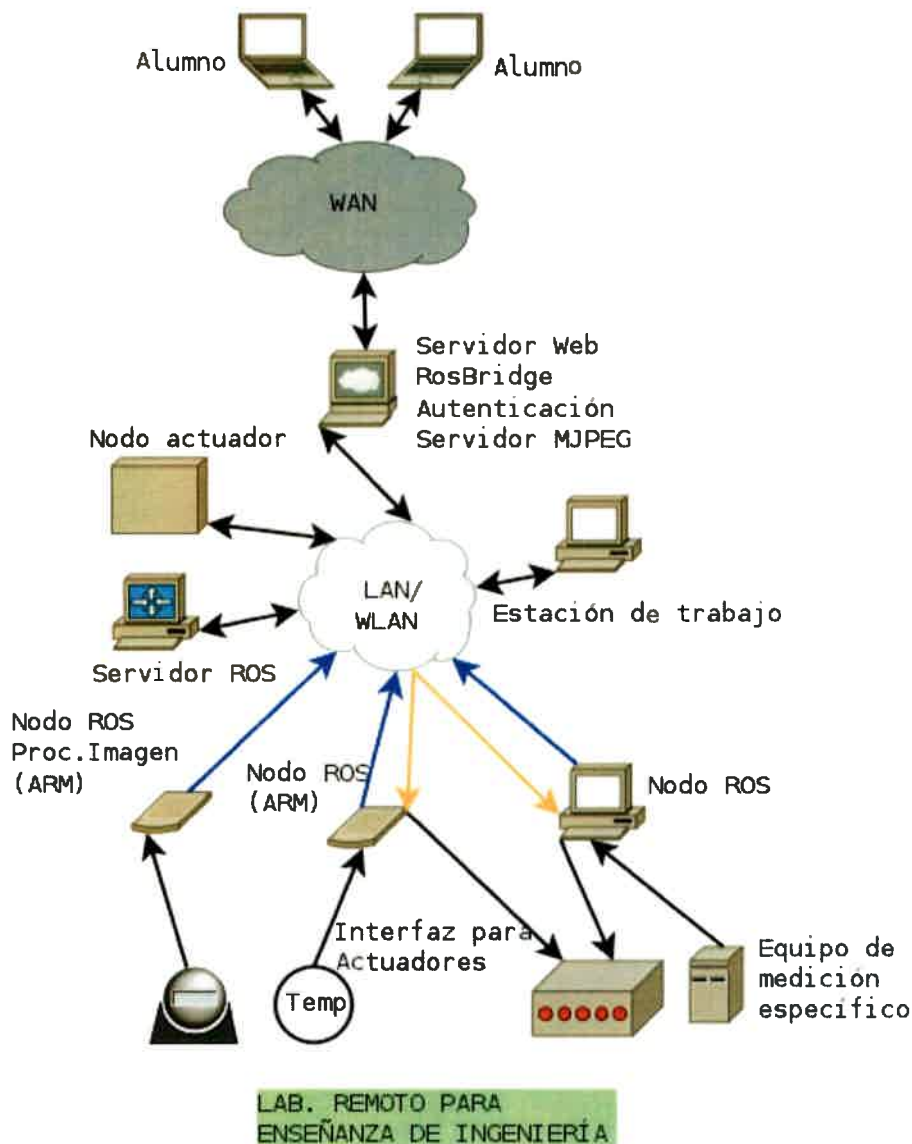 Alumno
Alumno
WAN
Servidor Web
RosBridge
Autenticación
Servidor MJPEG
Nodo actuador
LAN/
WLAN
Estación de trabajo
Servidor ROS
Nodo ROS
Proc.Imagen
(ARM)
Nodo ROS
(ARM)
Nodo ROS
Interfaz para
Actuadores
Temp
Equipo de
medición
específico
LAB. REMOTO PARA
ENSEÑANZA DE INGENIERÍA